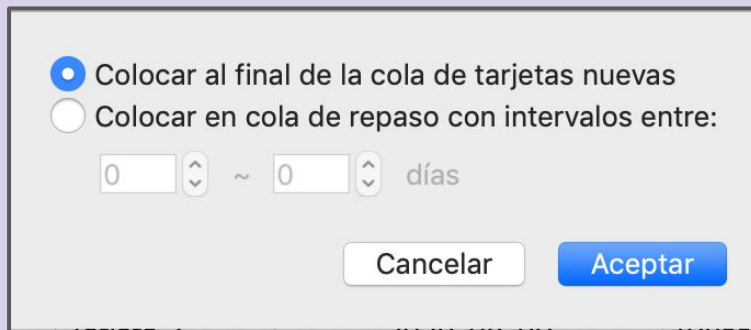 Colocar al final de la cola de tarjetas nuevas
Colocar en cola de repaso con intervalos entre:
0 ~ 0 días
Cancelar Aceptar